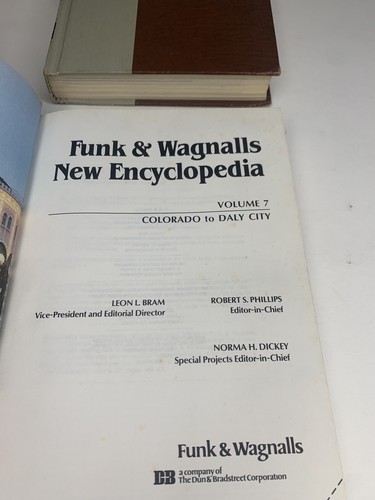 Funk & Wagnalls
New Encyclopedia
VOLUME 7
COLORADO to DALY CITY
LEON L. BRAM
Vice-President and Editorial Director
ROBERT S. PHILLIPS
Editor-in-Chief
NORMA H. DICKEY
Special Projects Editor-in-Chief
Funk & Wagnalls
DB a company of
The Dun & Bradstreet Corporation